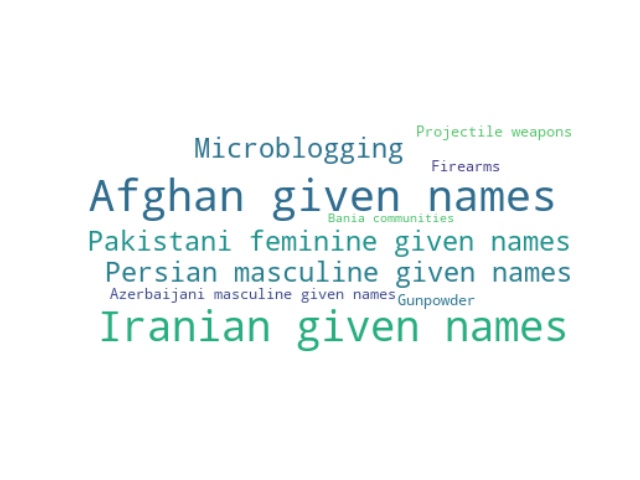 Projectile weapons
Microblogging
Firearms
Afghan given names
Bania communities
Pakistani feminine given names
Persian masculine given names
Azerbaijani masculine given names
Gunpowder
Iranian given names